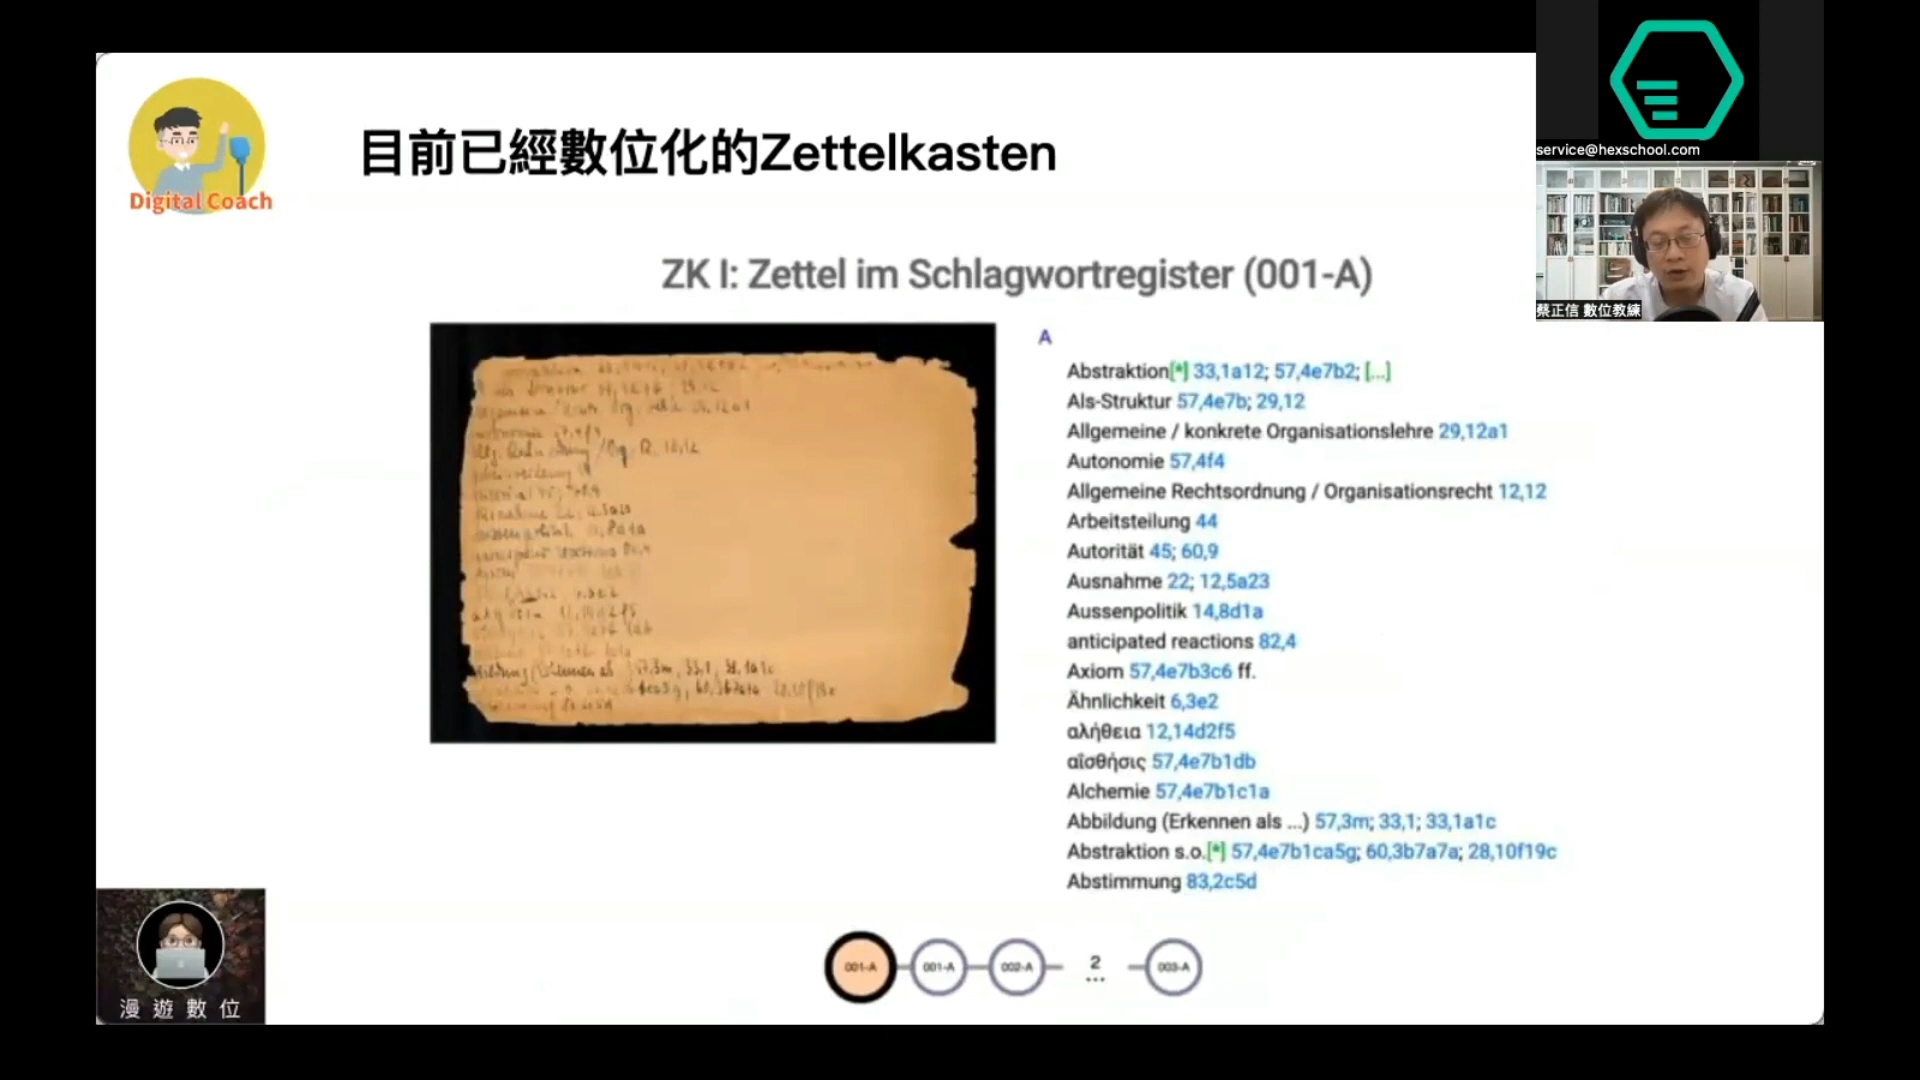 Digital Coach
目前已經數位化的Zettelkasten
service@hexschool.com
蔡正信 數位教練
ZK I: Zettel im Schlagwortregister (001-A)
A
Abstraktion[*] 33,1a12; 57,4e7b2; [...]
Als-Struktur 57,4e7b; 29,12
Allgemeine / konkrete Organisationslehre 29,12a1
Autonomie 57,4f4
Allgemeine Rechtsordnung / Organisationsrecht 12,12
Arbeitsteilung 44
Autorität 45; 60,9
Ausnahme 22; 12,5a23
Aussenpolitik 14,8d1a
anticipated reactions 82,4
Axiom 57,4e7b3c6 ff.
Ähnlichkeit 6,3e2
αλήθεια 12,14d2f5
αἴσθήσις 57,4e7b1db
Alchemie 57,4e7b1c1a
Abbildung (Erkennen als ...) 57,3m; 33,1; 33,1a1c
Abstraktion s.o.[*] 57,4e7b1ca5g; 60,3b7a7a; 28,10f19c
Abstimmung 83,2c5d
001-A
001-A
002-A
2
...
003-A
漫遊數位